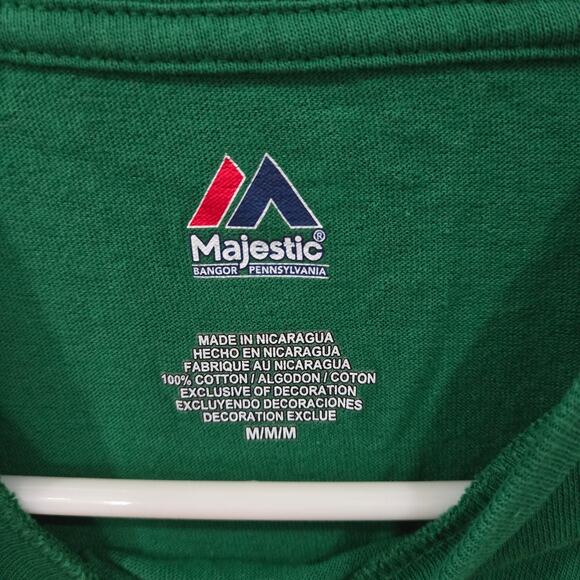 Majestic®
BANGOR PENNSYLVANIA
MADE IN NICARAGUA
HECHO EN NICARAGUA
FABRIQUE AU NICARAGUA
100% COTTON / ALGODON / COTON
EXCLUSIVE OF DECORATION
EXCLUYENDO DECORACIONES
DECORATION EXCLUE
M/M/M